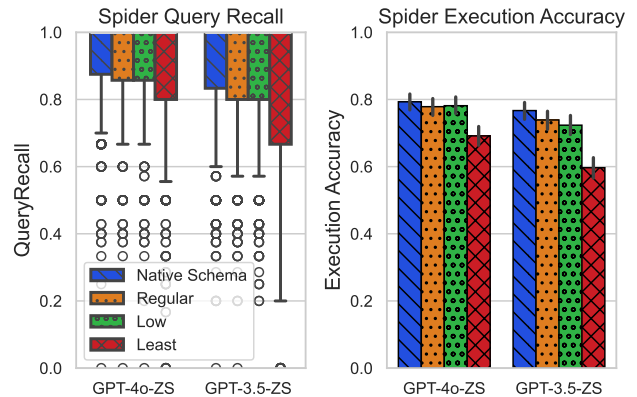 Spider Query Recall
QueryRecall
1.0
0.8
0.6
0.4
0.2
0.0
Native Schema
Regular
Low
Least
GPT-4o-ZS
GPT-3.5-ZS
Spider Execution Accuracy
Execution Accuracy
1.0
0.8
0.6
0.4
0.2
0.0
GPT-4o-ZS
GPT-3.5-ZS